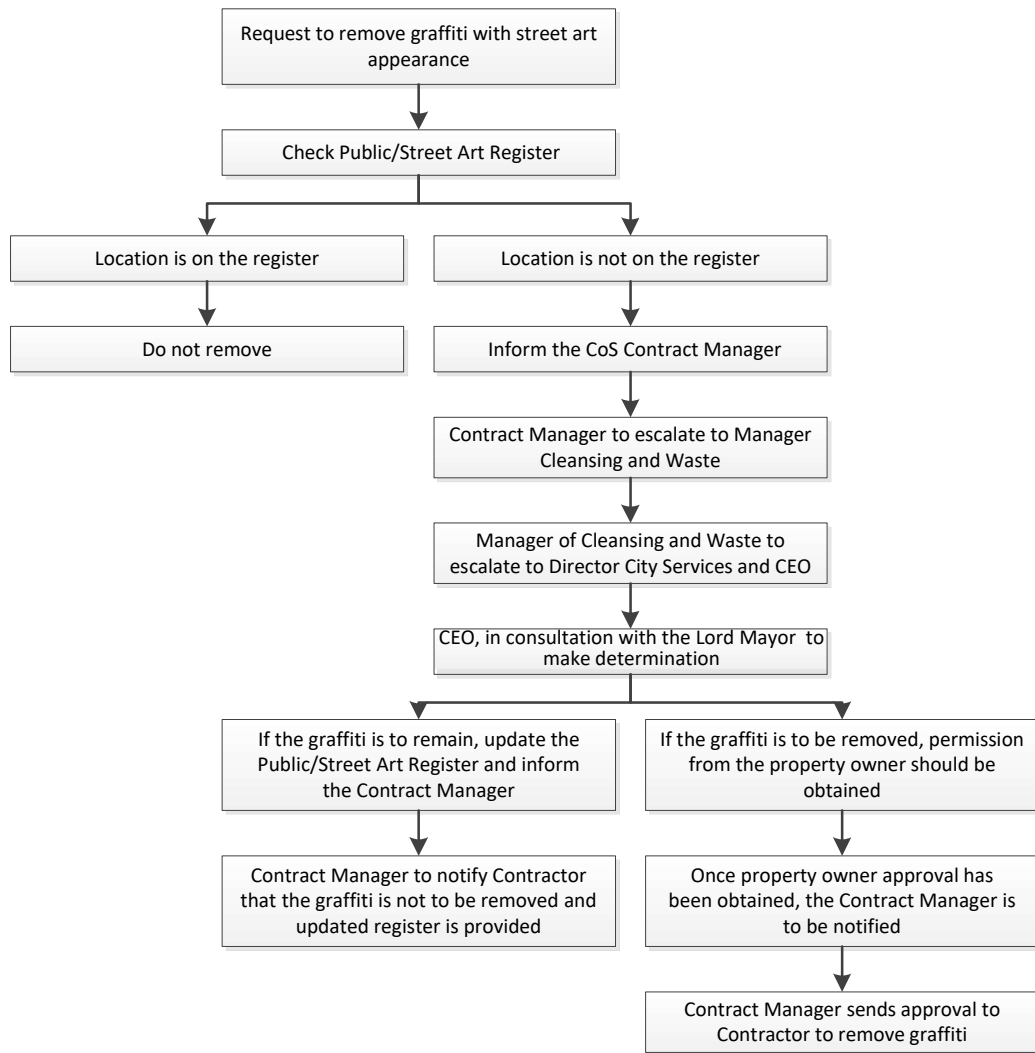 Request to remove graffiti with street art
appearance
Check Public/Street Art Register
Location is on the register
Location is not on the register
Do not remove
Inform the CoS Contract Manager
Contract Manager to escalate to Manager
Cleansing and Waste
Manager of Cleansing and Waste to
escalate to Director City Services and CEO
CEO, in consultation with the Lord Mayor to
make determination
If the graffiti is to remain, update the
Public/Street Art Register and inform
the Contract Manager
If the graffiti is to be removed, permission
from the property owner should be
obtained
Contract Manager to notify Contractor
that the graffiti is not to be removed and
updated register is provided
Once property owner approval has
been obtained, the Contract Manager is
to be notified
Contract Manager sends approval to
Contractor to remove graffiti